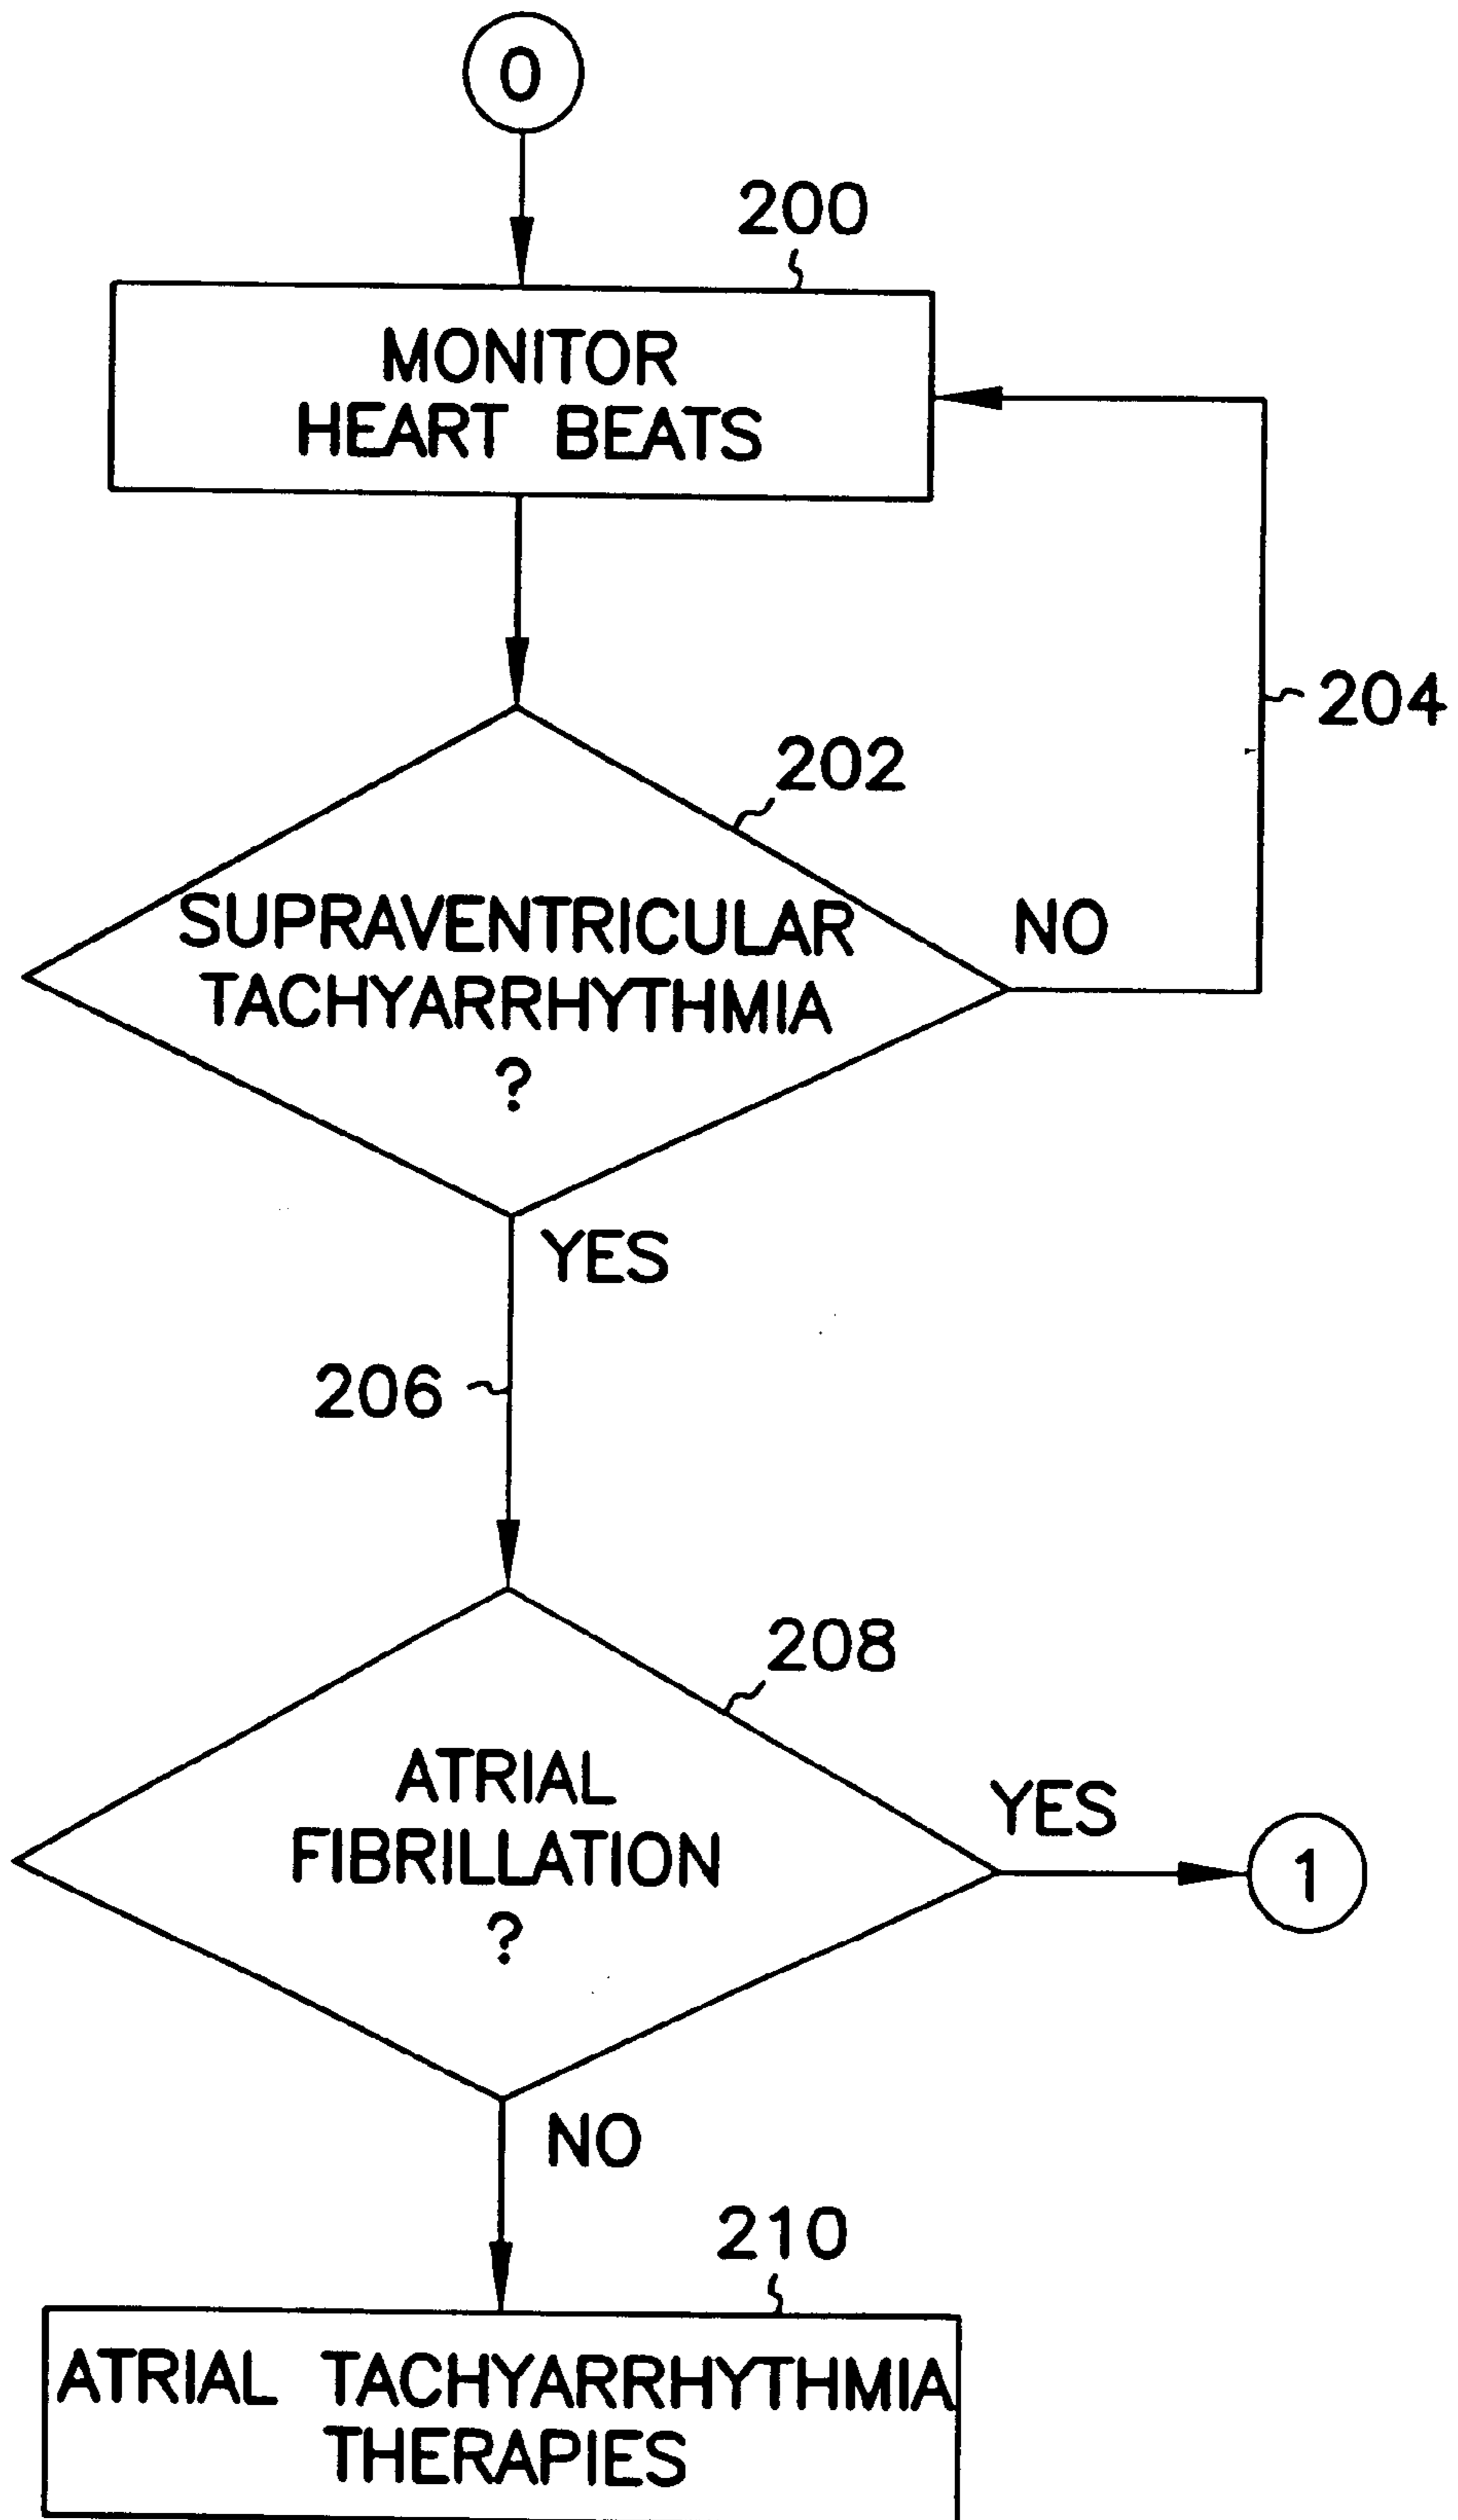 0
200
MONITOR
HEART BEATS
204
202
SUPRAVENTRICULAR
TACHYARRHYTHMIA
?
NO
YES
206
208
ATRIAL
FIBRILLATION
?
YES
1
NO
210
ATRIAL TACHYARRHYTHMIA
THERAPIES